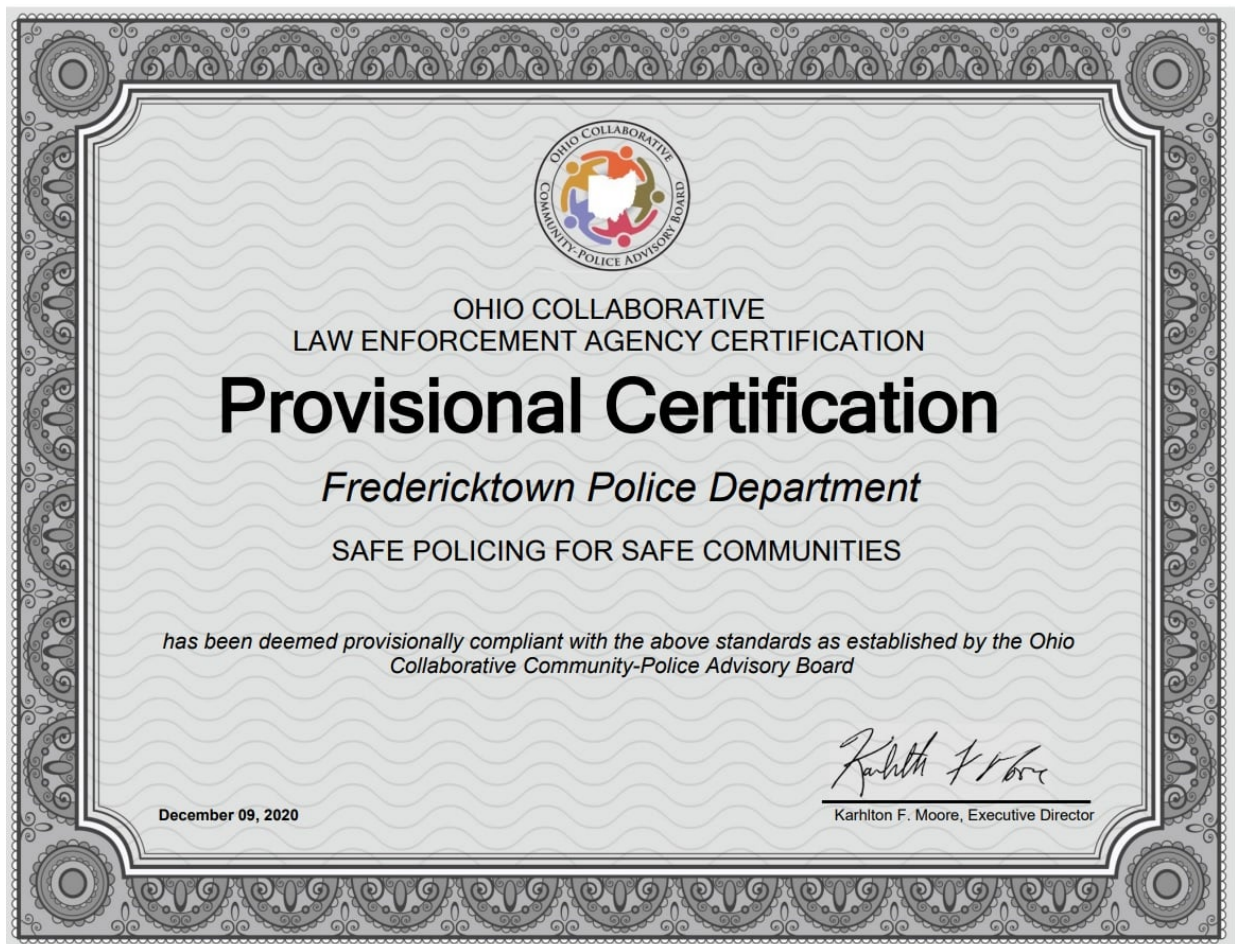 OHIO COLLABORATIVE
COMMUNITY-POLICE ADVISORY BOARD
OHIO COLLABORATIVE
LAW ENFORCEMENT AGENCY CERTIFICATION
Provisional Certification
Fredericktown Police Department
SAFE POLICING FOR SAFE COMMUNITIES
has been deemed provisionally compliant with the above standards as established by the Ohio
Collaborative Community-Police Advisory Board
Karhlton F Moore
December 09, 2020
Karhlton F. Moore, Executive Director